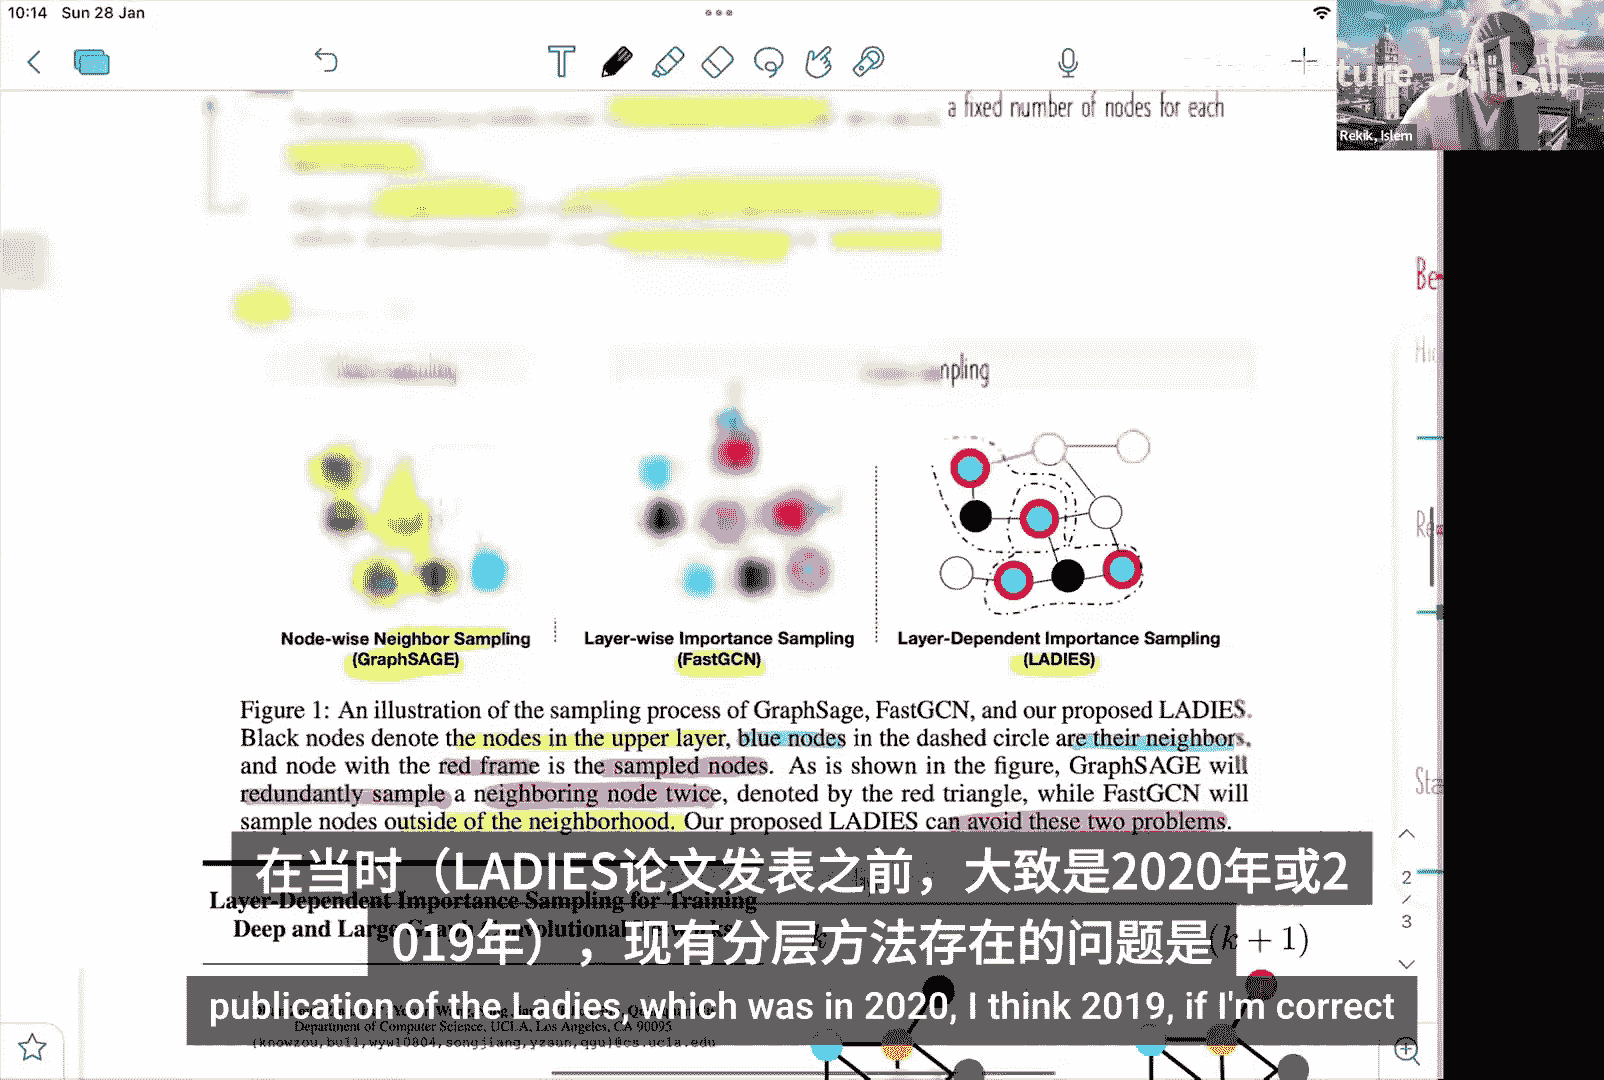 10:14 Sun 28 Jan
ture bilibili
Rekik, Islem
a fixed number of nodes for each
Be
npling
Node-wise Neighbor Sampling
(GraphSAGE)
Layer-wise Importance Sampling
(FastGCN)
Layer-Dependent Importance Sampling
(LADIES)
Figure 1: An illustration of the sampling process of GraphSage, FastGCN, and our proposed LADIES.
Black nodes denote the nodes in the upper layer, blue nodes in the dashed circle are their neighbors,
and node with the red frame is the sampled nodes. As is shown in the figure, GraphSAGE will
redundantly sample a neighboring node twice, denoted by the red triangle, while FastGCN will
sample nodes outside of the neighborhood. Our proposed LADIES can avoid these two problems.
在当时（LADIES论文发表之前，大致是2020年或2
019年），现有分层方法存在的问题是
publication of the Ladies, which was in 2020, I think 2019, if I'm correct
Layer-Dependent Importance Sampling for Training
Deep and Large Graph Convolutional Networks
k
(k + 1)
2
3
Department of Computer Science, UCLA, Los Angeles, CA 90095